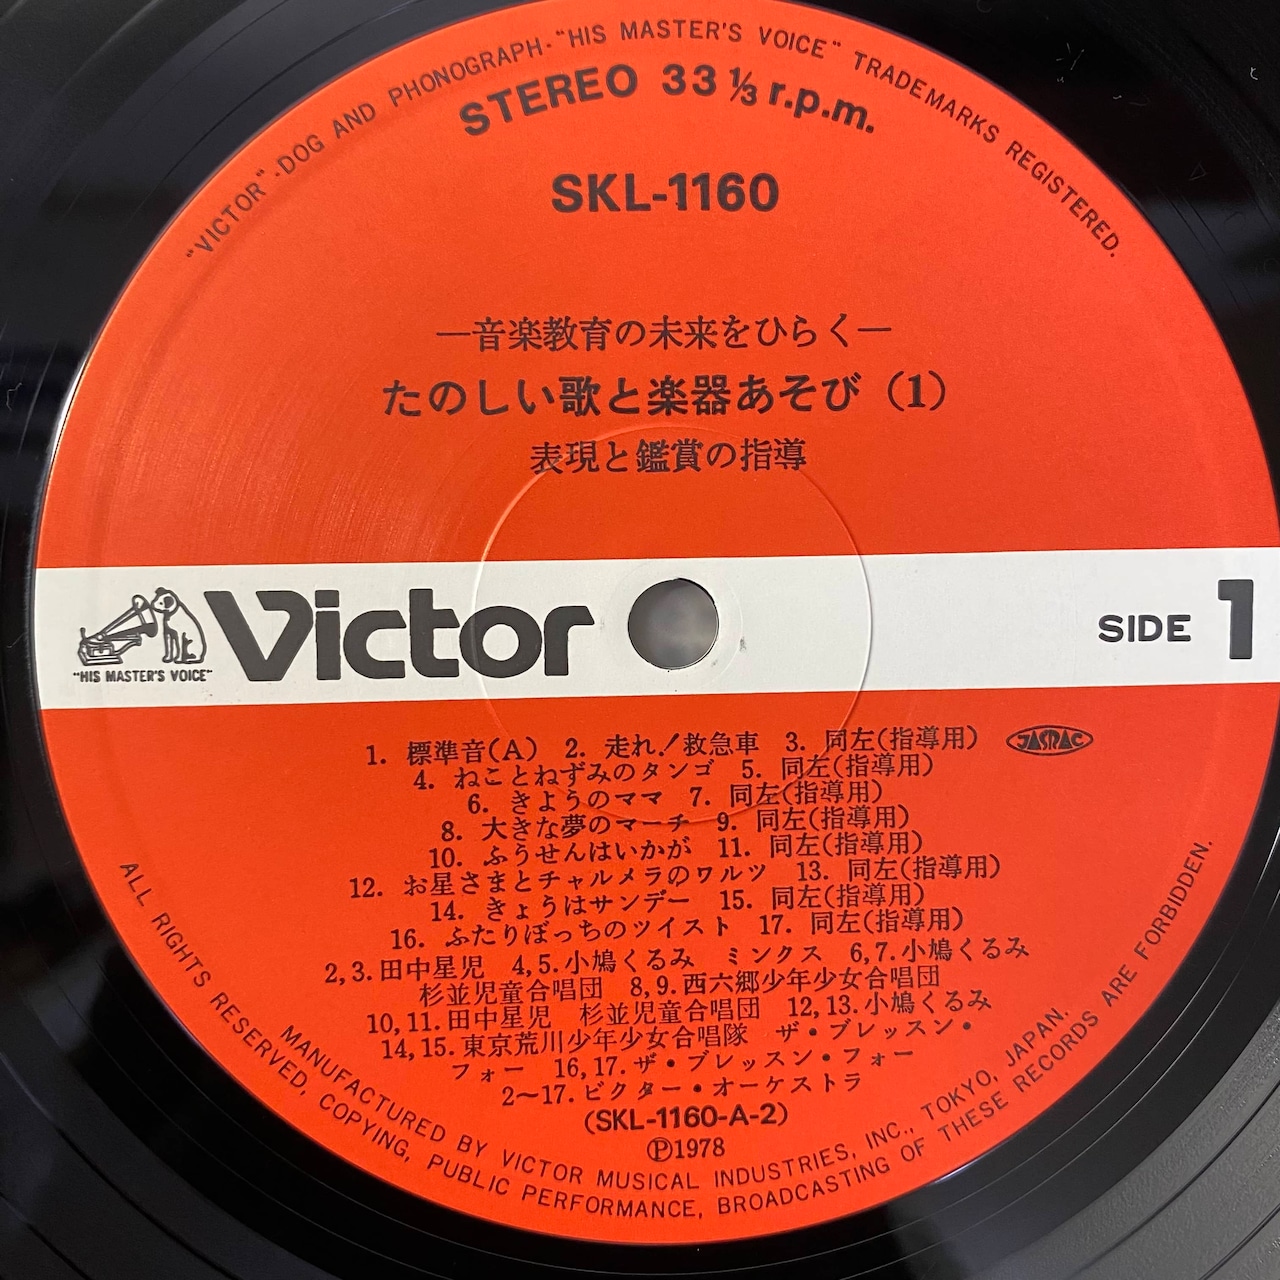 "VICTOR"·DOG AND PHONOGRAPH·"HIS MASTER'S VOICE" TRADEMARKS REGISTERED.
STEREO 33 1/3 r.p.m.
SKL-1160
―音楽教育の未来をひらく―
たのしい歌と楽器あそび (1)
表現と鑑賞の指導
"HIS MASTER'S VOICE"
Victor
SIDE 1
1. 標準音(A) 2. 走れ!救急車 3. 同左(指導用)
JASRAC
4. ねことねずみのタンゴ 5. 同左(指導用)
6. きようのママ 7. 同左(指導用)
8. 大きな夢のマーチ 9. 同左(指導用)
10. ふうせんはいかが 11. 同左(指導用)
12. お星さまとチャルメラのワルツ 13. 同左(指導用)
14. きょうはサンデー 15. 同左(指導用)
16. ふたりぼっちのツイスト 17. 同左(指導用)
2,3.田中星児 4,5.小鳩くるみ ミンクス 6,7.小鳩くるみ
杉並児童合唱団 8,9.西六郷少年少女合唱団
10,11.田中星児 杉並児童合唱団 12,13.小鳩くるみ
14,15.東京荒川少年少女合唱隊 ザ・ブレッスン・
フォー 16,17.ザ・ブレッスン・フォー
2~17.ビクター・オーケストラ
(SKL-1160-A-2)
Ⓟ1978
MANUFACTURED BY VICTOR MUSICAL INDUSTRIES, INC., TOKYO, JAPAN.
ALL RIGHTS RESERVED, COPYING, PUBLIC PERFORMANCE, BROADCASTING OF THESE RECORDS ARE FORBIDDEN.